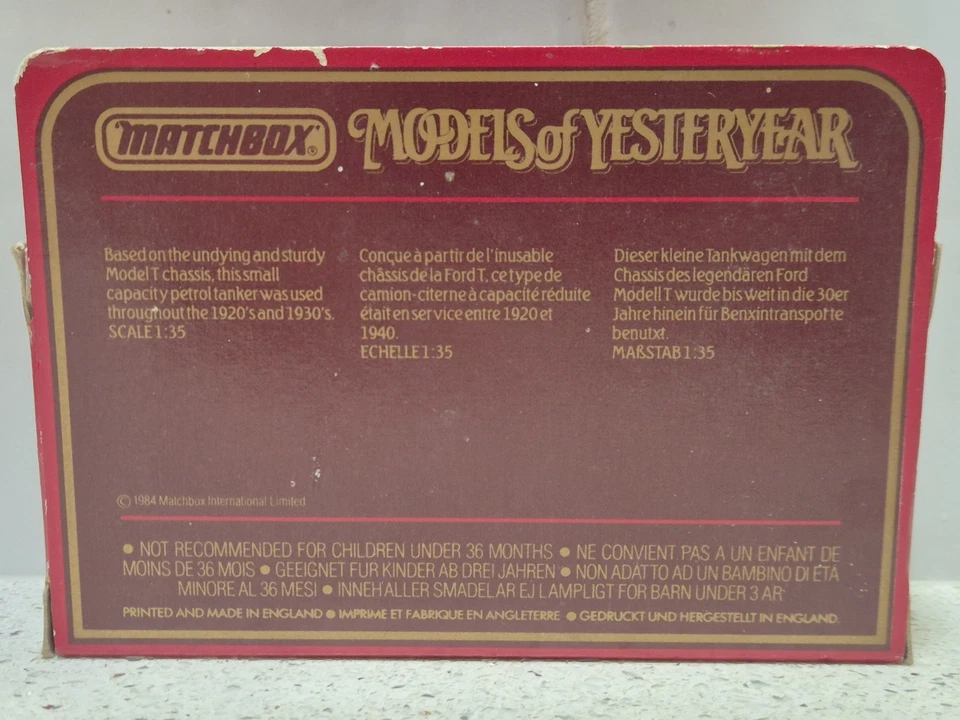 MATCHBOX® MODELS of YESTERYEAR
Based on the undying and sturdy
Model T chassis, this small
capacity petrol tanker was used
throughout the 1920's and 1930's.
SCALE 1:35
Conçue à partir de l'inusable
châssis de la Ford T, ce type de
camion-citerne à capacité réduite
était en service entre 1920 et
1940.
ECHELLE 1:35
Dieser kleine Tankwagen mit dem
Chassis des legendären Ford
Modell T wurde bis weit in die 30er
Jahre hinein für Benxintranspotte
benutxt.
MAßSTAB 1:35
© 1984 Matchbox International Limited
● NOT RECOMMENDED FOR CHILDREN UNDER 36 MONTHS ● NE CONVIENT PAS A UN ENFANT DE
MOINS DE 36 MOIS ● GEEIGNET FUR KINDER AB DREI JAHREN ● NON ADATTO AD UN BAMBINO DI ETÀ
MINORE AL 36 MESI ● INNEHALLER SMADELAR EJ LAMPLIGT FOR BARN UNDER 3 AR
PRINTED AND MADE IN ENGLAND ● IMPRIME ET FABRIQUE EN ANGLETERRE ● GEDRUCKT UND HERGESTELLT IN ENGLAND.